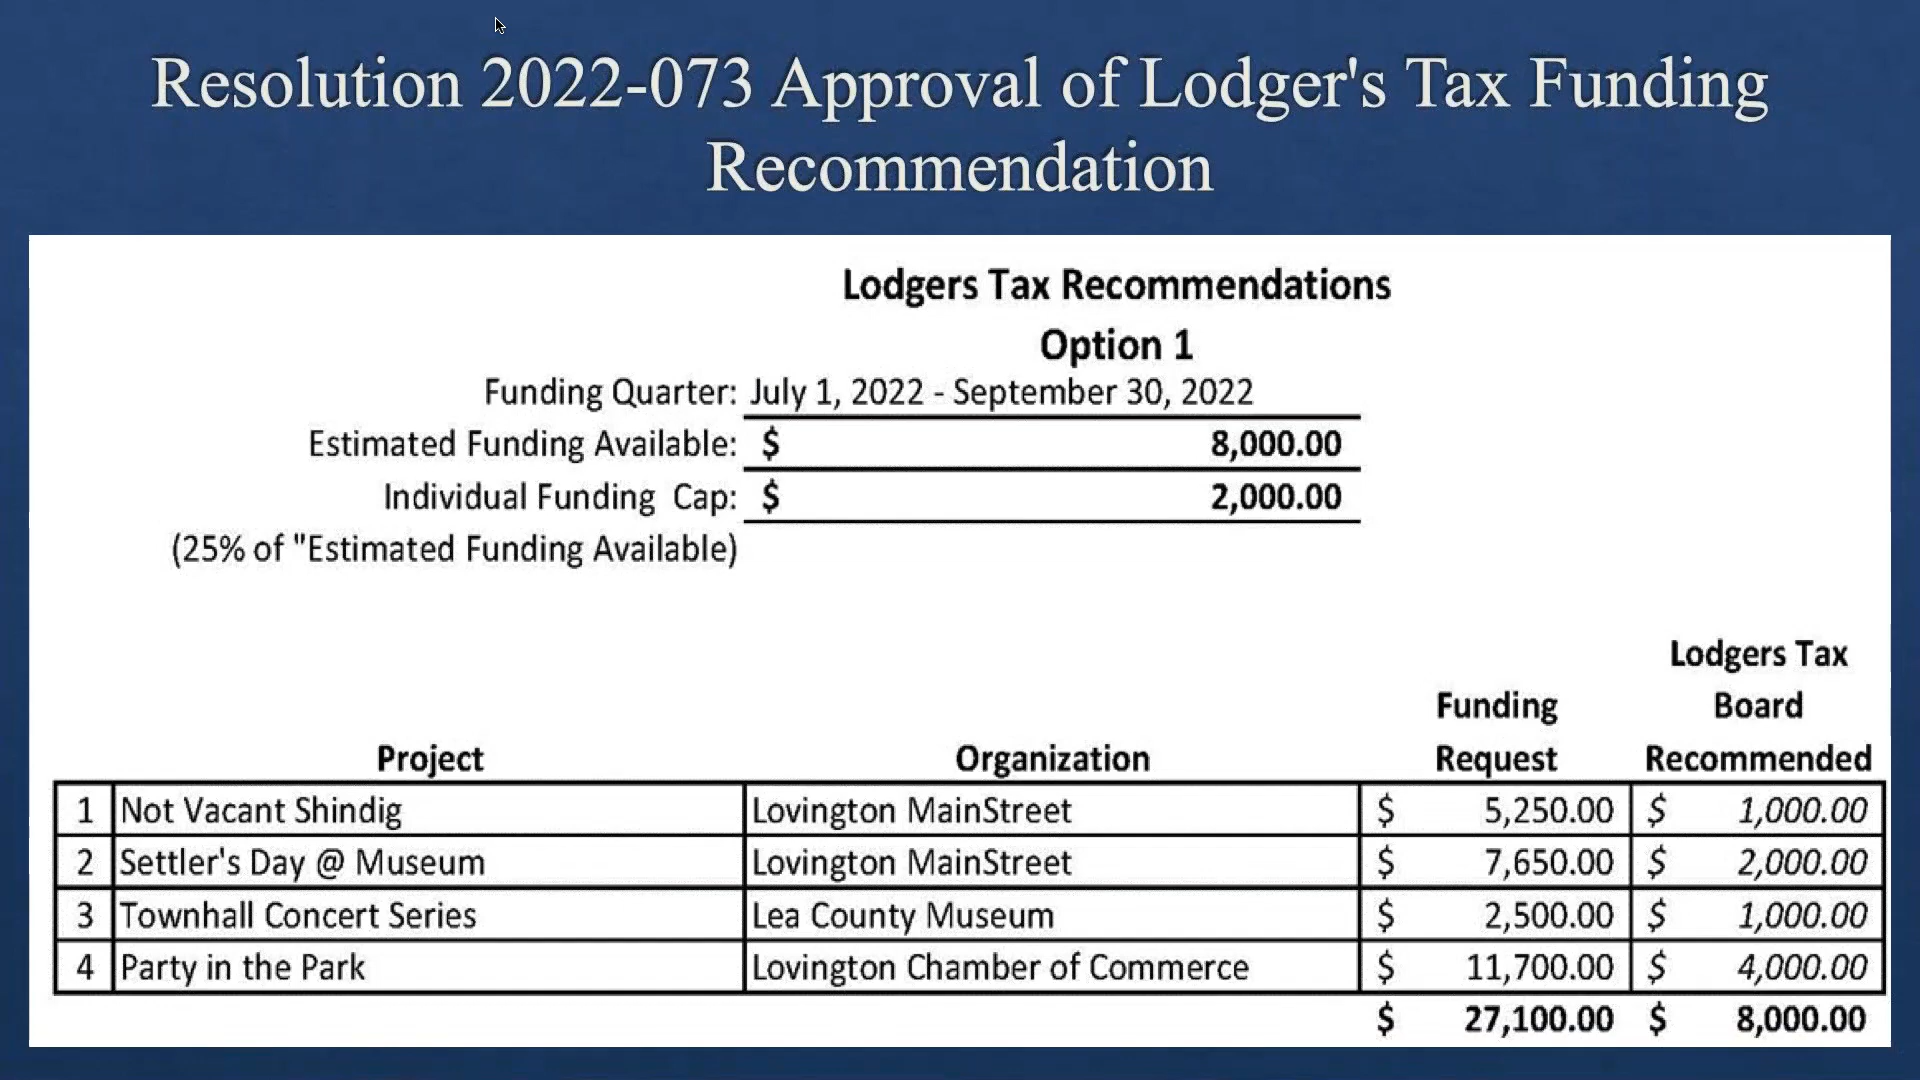 Resolution 2022-073 Approval of Lodger's Tax Funding
Recommendation
Lodgers Tax Recommendations
Option 1
Funding Quarter: July 1, 2022 - September 30, 2022
Estimated Funding Available: $ 8,000.00
Individual Funding Cap: $ 2,000.00
(25% of "Estimated Funding Available)
Lodgers Tax
Funding Board
Project Organization Request Recommended
1 Not Vacant Shindig Lovington MainStreet $ 5,250.00 $ 1,000.00
2 Settler's Day @ Museum Lovington MainStreet $ 7,650.00 $ 2,000.00
3 Townhall Concert Series Lea County Museum $ 2,500.00 $ 1,000.00
4 Party in the Park Lovington Chamber of Commerce $ 11,700.00 $ 4,000.00
$ 27,100.00 $ 8,000.00